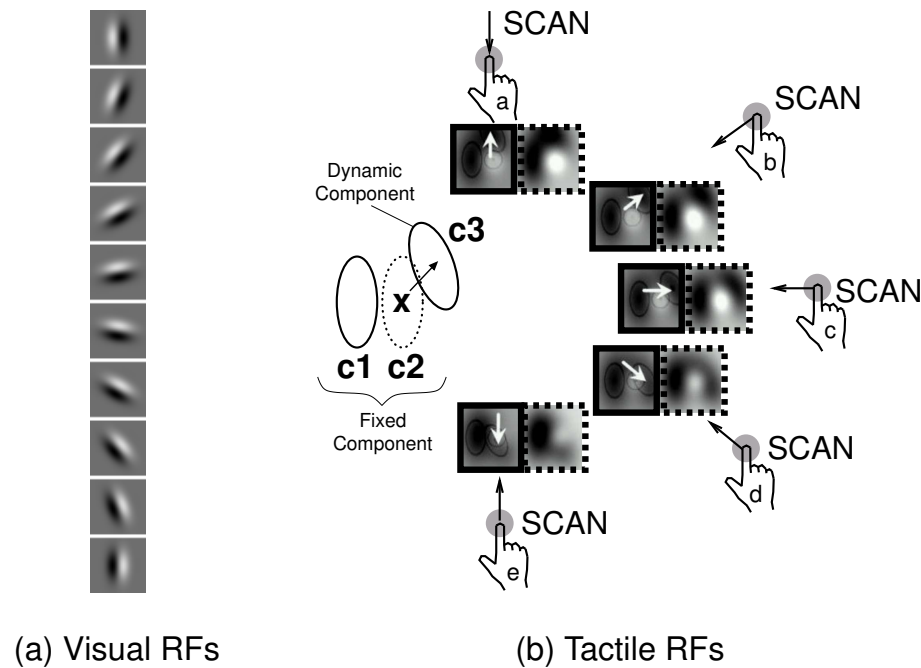 SCAN
a
SCAN
b
Dynamic
Component
c3
x
c1 c2
Fixed
Component
SCAN
c
SCAN
d
SCAN
e
(a) Visual RFs
(b) Tactile RFs